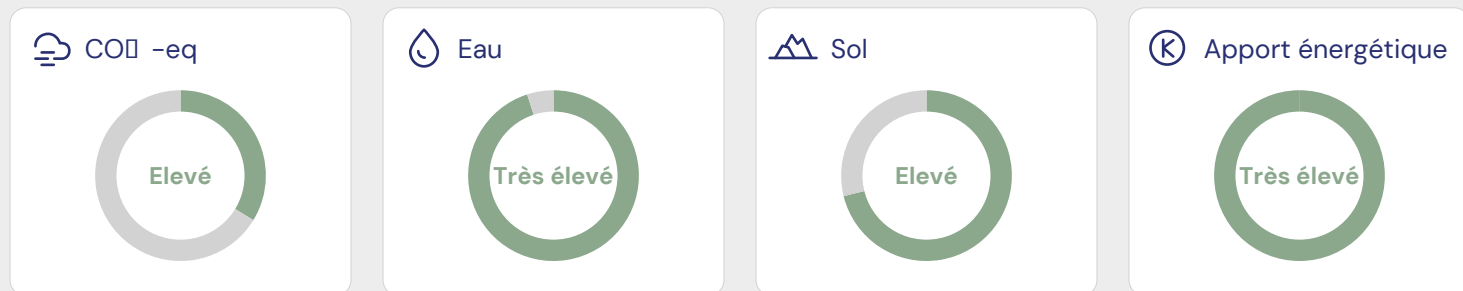 CO▯ -eq
Elevé
Eau
Très élevé
Sol
Elevé
Apport énergétique
Très élevé